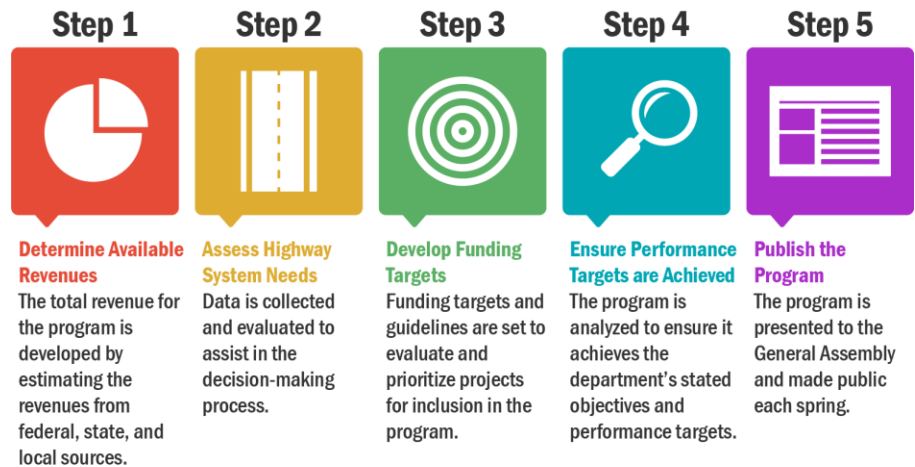 Step 1
Determine Available
Revenues
The total revenue for
the program is
developed by
estimating the
revenues from
federal, state, and
local sources.
Step 2
Assess Highway
System Needs
Data is collected
and evaluated to
assist in the
decision-making
process.
Step 3
Develop Funding
Targets
Funding targets and
guidelines are set to
evaluate and
prioritize projects
for inclusion in the
program.
Step 4
Ensure Performance
Targets are Achieved
The program is
analyzed to ensure it
achieves the
department's stated
objectives and
performance targets.
Step 5
Publish the
Program
The program is
presented to the
General Assembly
and made public
each spring.